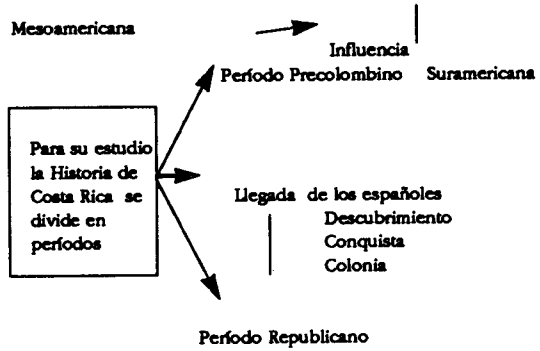 Mesoamericana
Influencia
Período Precolombino Suramericana
Para su estudio
la Historia de
Costa Rica se
divide en
períodos
Llegada de los españoles
Descubrimiento
Conquista
Colonia
Período Republicano